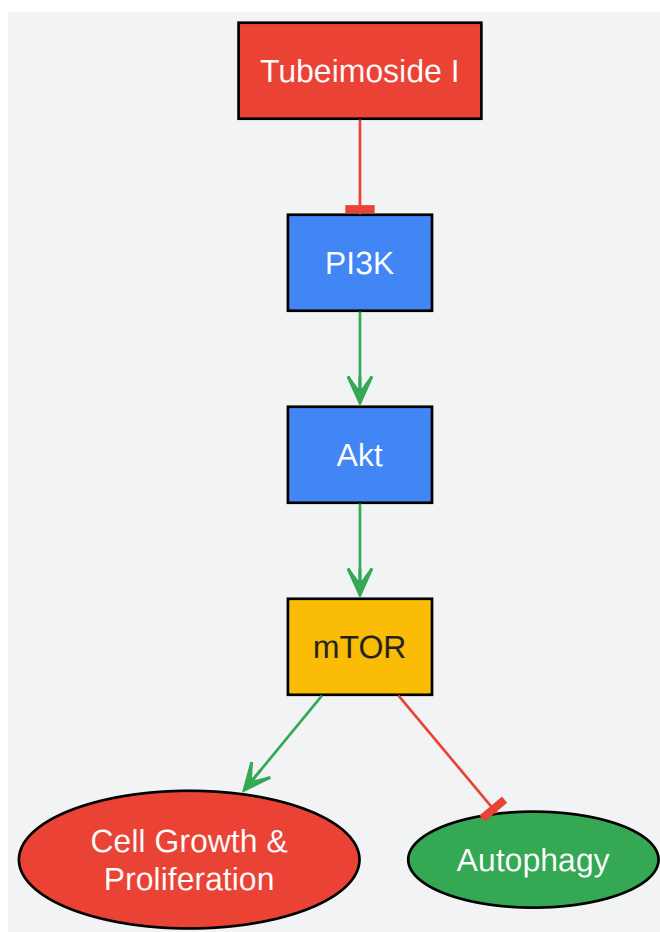 Tubeimoside I
PI3K
Akt
mTOR
Cell Growth &
Proliferation
Autophagy